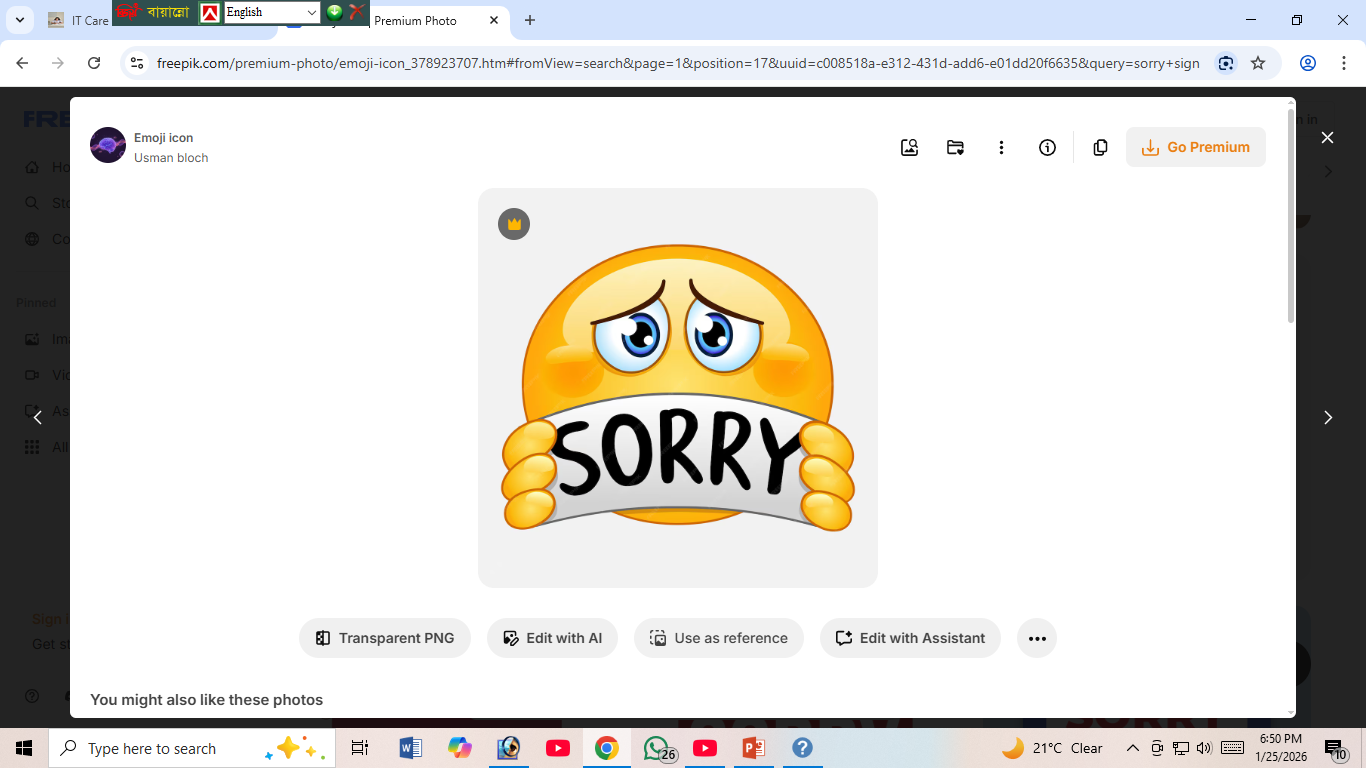 IT Care
বায়ান্নো
English
Premium Photo
freepik.com/premium-photo/emoji-icon_378923707.htm#fromView=search&page=1&position=17&uuid=c008518a-e312-431d-add6-e01dd20f6635&query=sorry+sign
Emoji icon
Usman bloch
Go Premium
Pinned
SORRY
Transparent PNG
Edit with AI
Use as reference
Edit with Assistant
You might also like these photos
Type here to search
26
21°C Clear
6:50 PM
1/25/2026
10